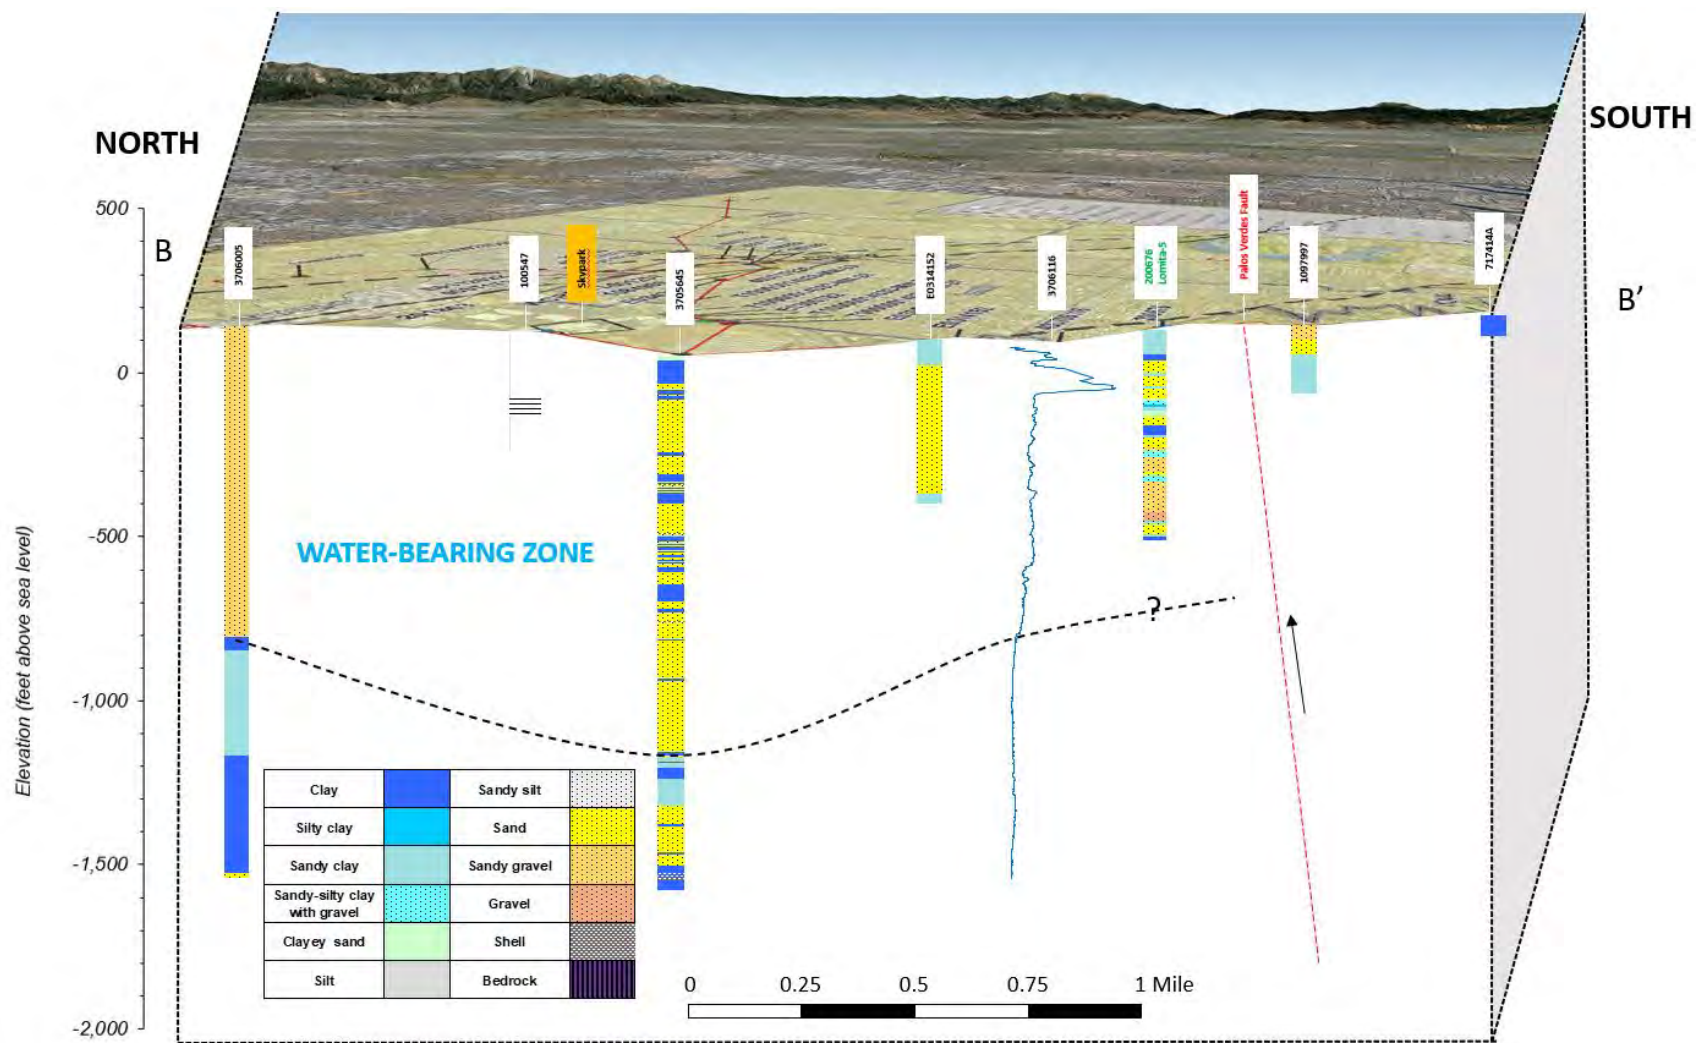 NORTH
SOUTH
B
B’
3706005
100547
Skypark
3705645
E0314152
3706116
200676
Lomita-5
Palos Verdes Fault
1097997
717414A
500
0
-500
-1,000
-1,500
-2,000
Elevation (feet above sea level)
WATER-BEARING ZONE
?
Clay
Sandy silt
Silty clay
Sand
Sandy clay
Sandy gravel
Sandy-silty clay
with gravel
Gravel
Clayey sand
Shell
Silt
Bedrock
0 0.25 0.5 0.75 1 Mile